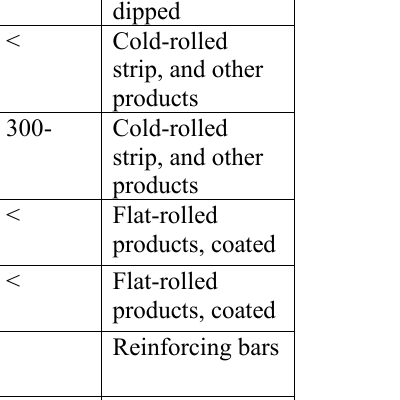 dipped
< Cold-rolled
strip, and other
products
300- Cold-rolled
strip, and other
products
< Flat-rolled
products, coated
< Flat-rolled
products, coated
Reinforcing bars